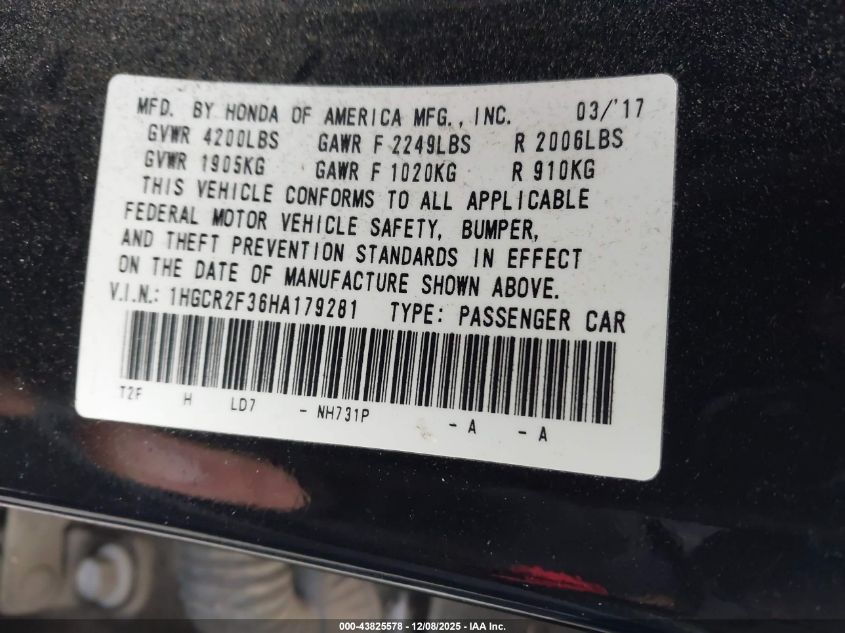 MFD. BY HONDA OF AMERICA MFG., INC. 03/'17
GVWR 4200LBS GAWR F 2249LBS R 2006LBS
GVWR 1905KG GAWR F 1020KG R 910KG
THIS VEHICLE CONFORMS TO ALL APPLICABLE
FEDERAL MOTOR VEHICLE SAFETY, BUMPER,
AND THEFT PREVENTION STANDARDS IN EFFECT
ON THE DATE OF MANUFACTURE SHOWN ABOVE.
V.I.N.: 1HGCR2F36HA179281 TYPE: PASSENGER CAR
T2F H LD7 - NH731P - A - A
000-43825578 - 12/08/2025 - IAA Inc.